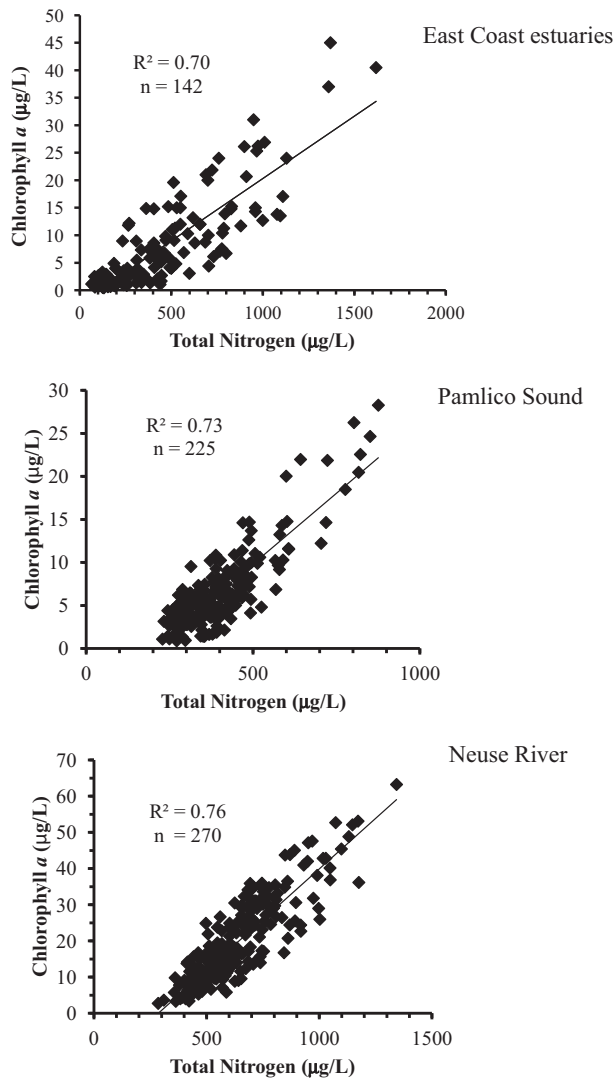 East Coast estuaries
R² = 0.70
n = 142
Chlorophyll a (µg/L)
50
45
40
35
30
25
20
15
10
5
0
0 500 1000 1500 2000
Total Nitrogen (µg/L)
Pamlico Sound
R² = 0.73
n = 225
Chlorophyll a (µg/L)
30
25
20
15
10
5
0
0 500 1000
Total Nitrogen (µg/L)
Neuse River
R² = 0.76
n = 270
Chlorophyll a (µg/L)
70
60
50
40
30
20
10
0
0 500 1000 1500
Total Nitrogen (µg/L)